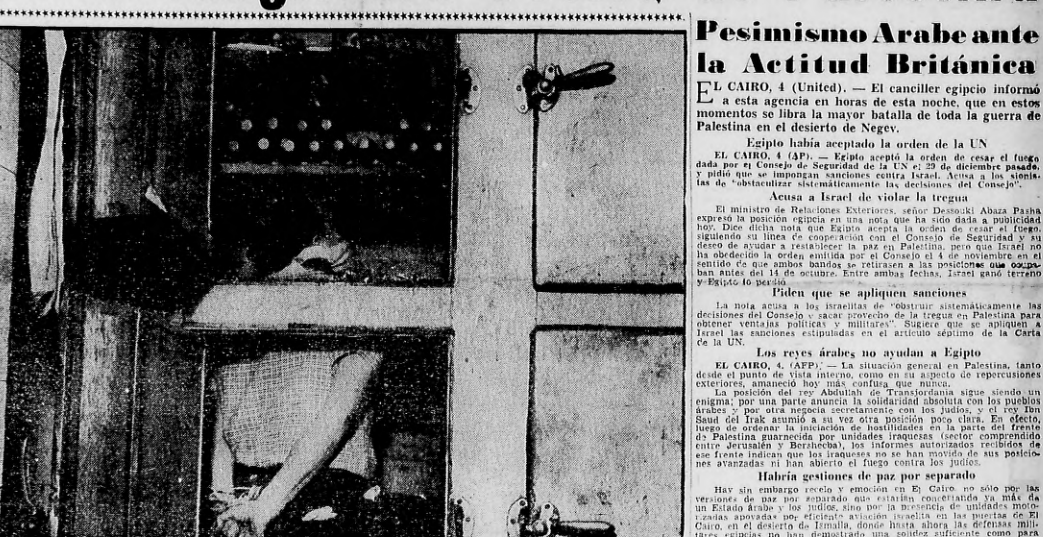 Pesimismo Arabe ante
la Actitud Británica
EL CAIRO, 4 (United). — El canciller egipcio informó
a esta agencia en horas de esta noche, que en estos
momentos se libra la mayor batalla de toda la guerra de
Palestina en el desierto de Negev.
Egipto había aceptado la orden de la UN
EL CAIRO, 4 (AP). — Egipto aceptó la orden de cesar el fuego
dada por el Consejo de Seguridad de la UN el 29 de diciembre pasado,
y pidió que se impongan sanciones contra Israel. Acusa a los sionis-
tas de "obstaculizar sistemáticamente las decisiones del Consejo".
Acusa a Israel de violar la tregua
El ministro de Relaciones Exteriores, señor Dessouki Abaza Pasha
expresó la posición egipcia en una nota que ha sido dada a publicidad
hoy. Dice dicha nota que Egipto acepta la orden de cesar el fuego,
siguiendo su línea de cooperación con el Consejo de Seguridad y su
deseo de ayudar a restablecer la paz en Palestina, pero que Israel no
ha obedecido la orden emitida por el Consejo el 4 de noviembre en el
sentido de que ambos bandos se retirasen a las posiciones que ocupa-
ban antes del 14 de octubre. Entre ambas fechas, Israel ganó terreno
y Egipto lo perdió
Piden que se apliquen sanciones
La nota acusa a los israelitas de "obstruir sistemáticamente las
decisiones del Consejo y sacar provecho de la tregua en Palestina para
obtener ventajas políticas y militares". Sugiere que se apliquen a
Israel las sanciones estipuladas en el artículo séptimo de la Carta
de la UN.
Los reyes árabes no ayudan a Egipto
EL CAIRO, 4. (AFP). — La situación general en Palestina, tanto
desde el punto de vista interno, como en su aspecto de repercusiones
exteriores, amaneció hoy más confusa que nunca.
La posición del rey Abdullah de Transjordania sigue siendo un
enigma; por una parte anuncia la solidaridad absoluta con los pueblos
árabes y por otra negocia secretamente con los judíos, y el rey Ibn
Saud del Irak asumió a su vez otra posición poco clara. En efecto,
luego de ordenar la iniciación de hostilidades en la parte del frente
de Palestina guarnecida por unidades iraquesas (sector comprendido
entre Jerusalén y Bersheeba), los informes autorizados recibidos de
ese frente indican que los iraqueses no se han movido de sus posicio-
nes avanzadas ni han abierto el fuego contra los judíos.
Habría gestiones de paz por separado
Hay sin embargo recelo y emoción en El Cairo no sólo por las
versiones de paz por separado que estarían concertando ya más de
un Estado árabe y los judíos, sino por la presencia de unidades moto-
rizadas apoyadas por eficiente aviación israelita en las puertas de El
Cairo, en el desierto de Ismalia, donde hasta ahora las defensas mili-
tares egipcias no han demostrado una solidez suficiente como para